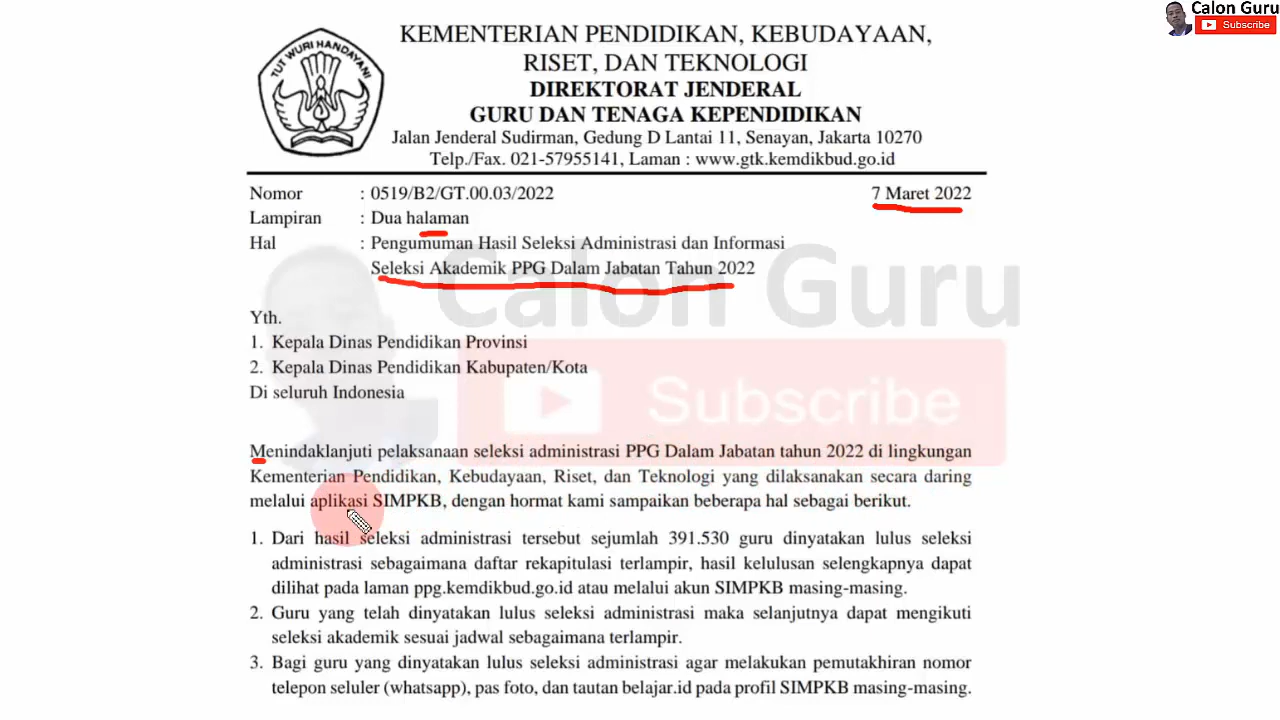 Calon Guru
Subscribe
TUT WURI HANDAYANI
KEMENTERIAN PENDIDIKAN, KEBUDAYAAN,
RISET, DAN TEKNOLOGI
DIREKTORAT JENDERAL
GURU DAN TENAGA KEPENDIDIKAN
Jalan Jenderal Sudirman, Gedung D Lantai 11, Senayan, Jakarta 10270
Telp./Fax. 021-57955141, Laman : www.gtk.kemdikbud.go.id
Nomor : 0519/B2/GT.00.03/2022 7 Maret 2022
Lampiran : Dua halaman
Hal : Pengumuman Hasil Seleksi Administrasi dan Informasi
Seleksi Akademik PPG Dalam Jabatan Tahun 2022
Calon Guru
Subscribe
Yth.
1. Kepala Dinas Pendidikan Provinsi
2. Kepala Dinas Pendidikan Kabupaten/Kota
Di seluruh Indonesia
Menindaklanjuti pelaksanaan seleksi administrasi PPG Dalam Jabatan tahun 2022 di lingkungan
Kementerian Pendidikan, Kebudayaan, Riset, dan Teknologi yang dilaksanakan secara daring
melalui aplikasi SIMPKB, dengan hormat kami sampaikan beberapa hal sebagai berikut.
1. Dari hasil seleksi administrasi tersebut sejumlah 391.530 guru dinyatakan lulus seleksi
administrasi sebagaimana daftar rekapitulasi terlampir, hasil kelulusan selengkapnya dapat
dilihat pada laman ppg.kemdikbud.go.id atau melalui akun SIMPKB masing-masing.
2. Guru yang telah dinyatakan lulus seleksi administrasi maka selanjutnya dapat mengikuti
seleksi akademik sesuai jadwal sebagaimana terlampir.
3. Bagi guru yang dinyatakan lulus seleksi administrasi agar melakukan pemutakhiran nomor
telepon seluler (whatsapp), pas foto, dan tautan belajar.id pada profil SIMPKB masing-masing.